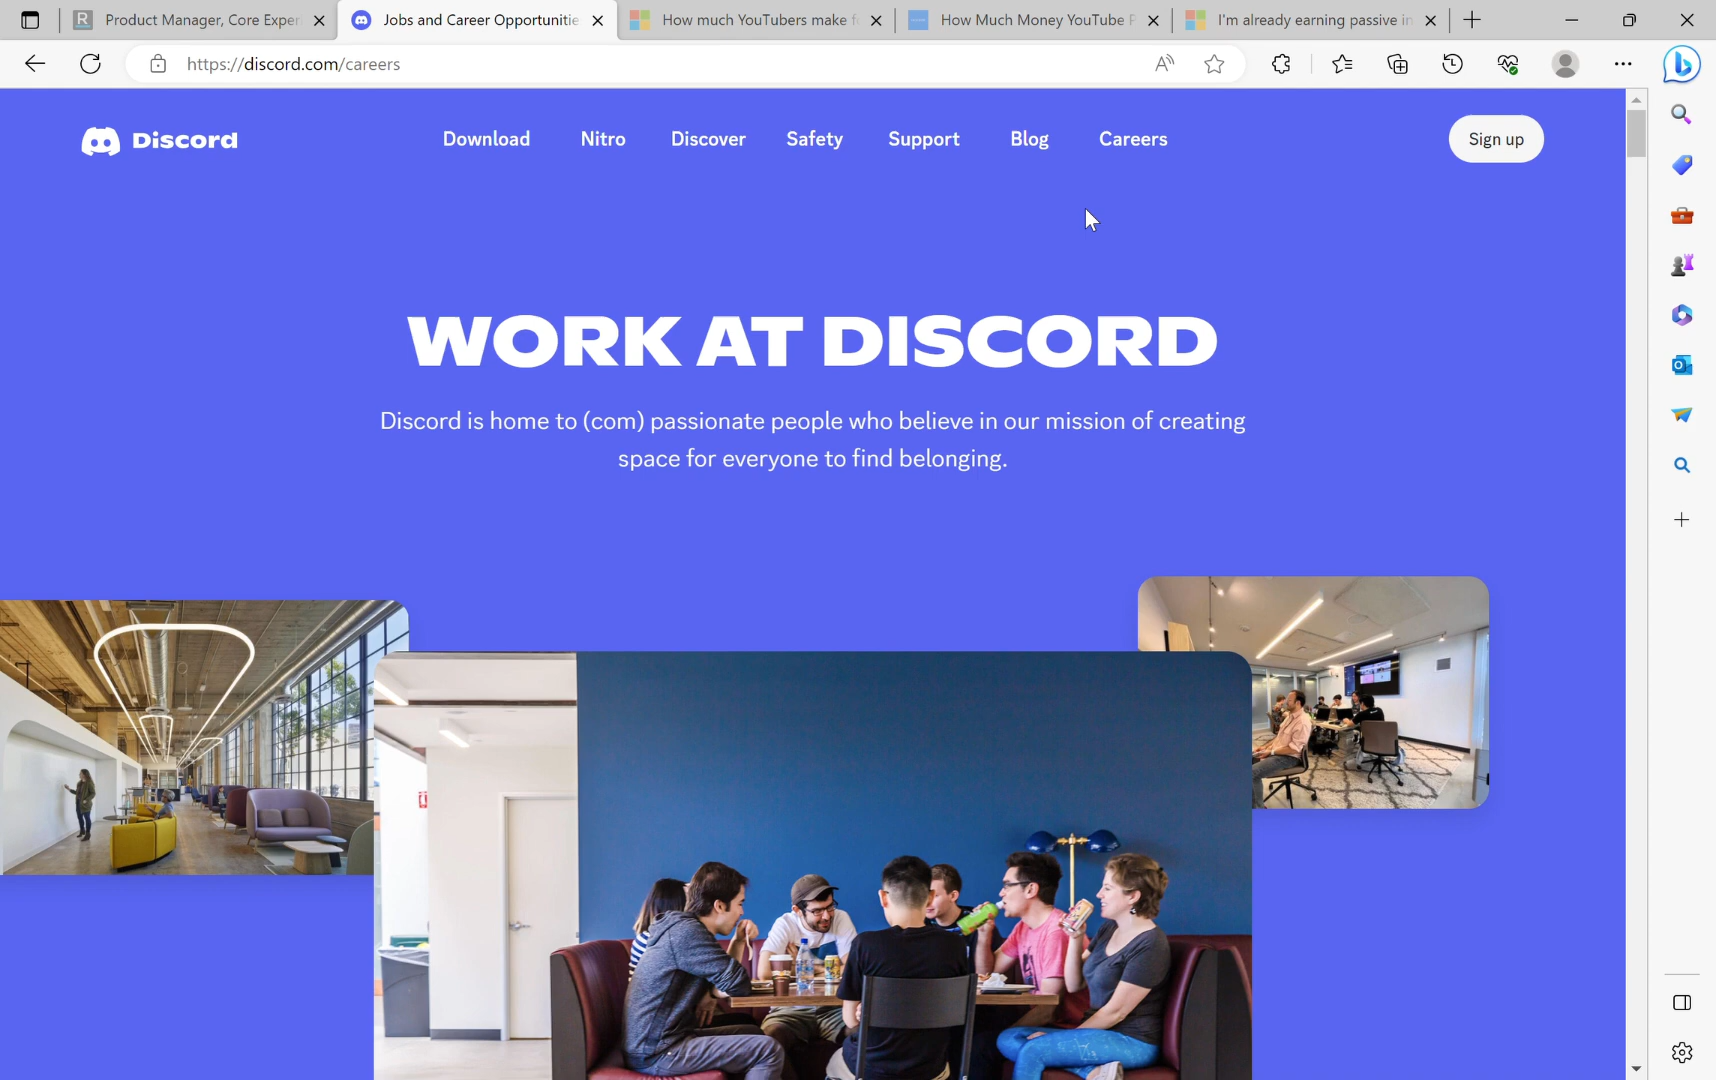 Product Manager, Core Exper
Jobs and Career Opportunitie
How much YouTubers make f
How Much Money YouTube P
I'm already earning passive in
https://discord.com/careers
Discord
Download
Nitro
Discover
Safety
Support
Blog
Careers
Sign up
WORK AT DISCORD
Discord is home to (com) passionate people who believe in our mission of creating
space for everyone to find belonging.